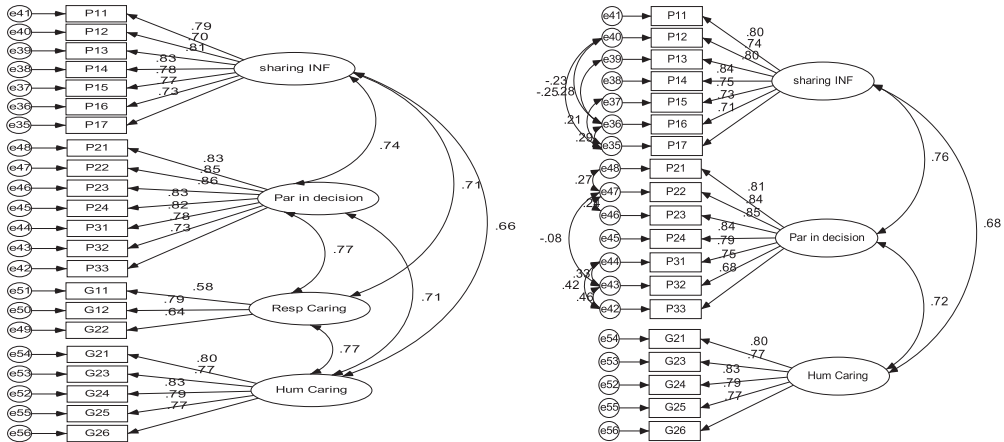 e41 P11
e40 P12
e39 P13
e38 P14
e37 P15
e36 P16
e35 P17
.79
.70
.81
.83
.78
.77
.73
sharing INF
e48 P21
e47 P22
e46 P23
e45 P24
e44 P31
e43 P32
e42 P33
.83
.85
.86
.83
.82
.78
.73
Par in decision
e51 G11
e50 G12
e49 G22
.58
.79
.64
Resp Caring
e54 G21
e53 G23
e52 G24
e55 G25
e56 G26
.80
.77
.83
.79
.77
Hum Caring
.74
.71
.66
.77
.71
.77
e41 P11
e40 P12
e39 P13
e38 P14
e37 P15
e36 P16
e35 P17
.80
.74
.80
.84
.75
.73
.71
sharing INF
-.23
-.25
.28
.21
e48 P21
e47 P22
e46 P23
e45 P24
e44 P31
e43 P32
e42 P33
.81
.84
.85
.84
.79
.75
.68
Par in decision
.27
-.08
.33
.42
.46
e54 G21
e53 G23
e52 G24
e55 G25
e56 G26
.80
.77
.83
.79
.77
Hum Caring
.76
.68
.72